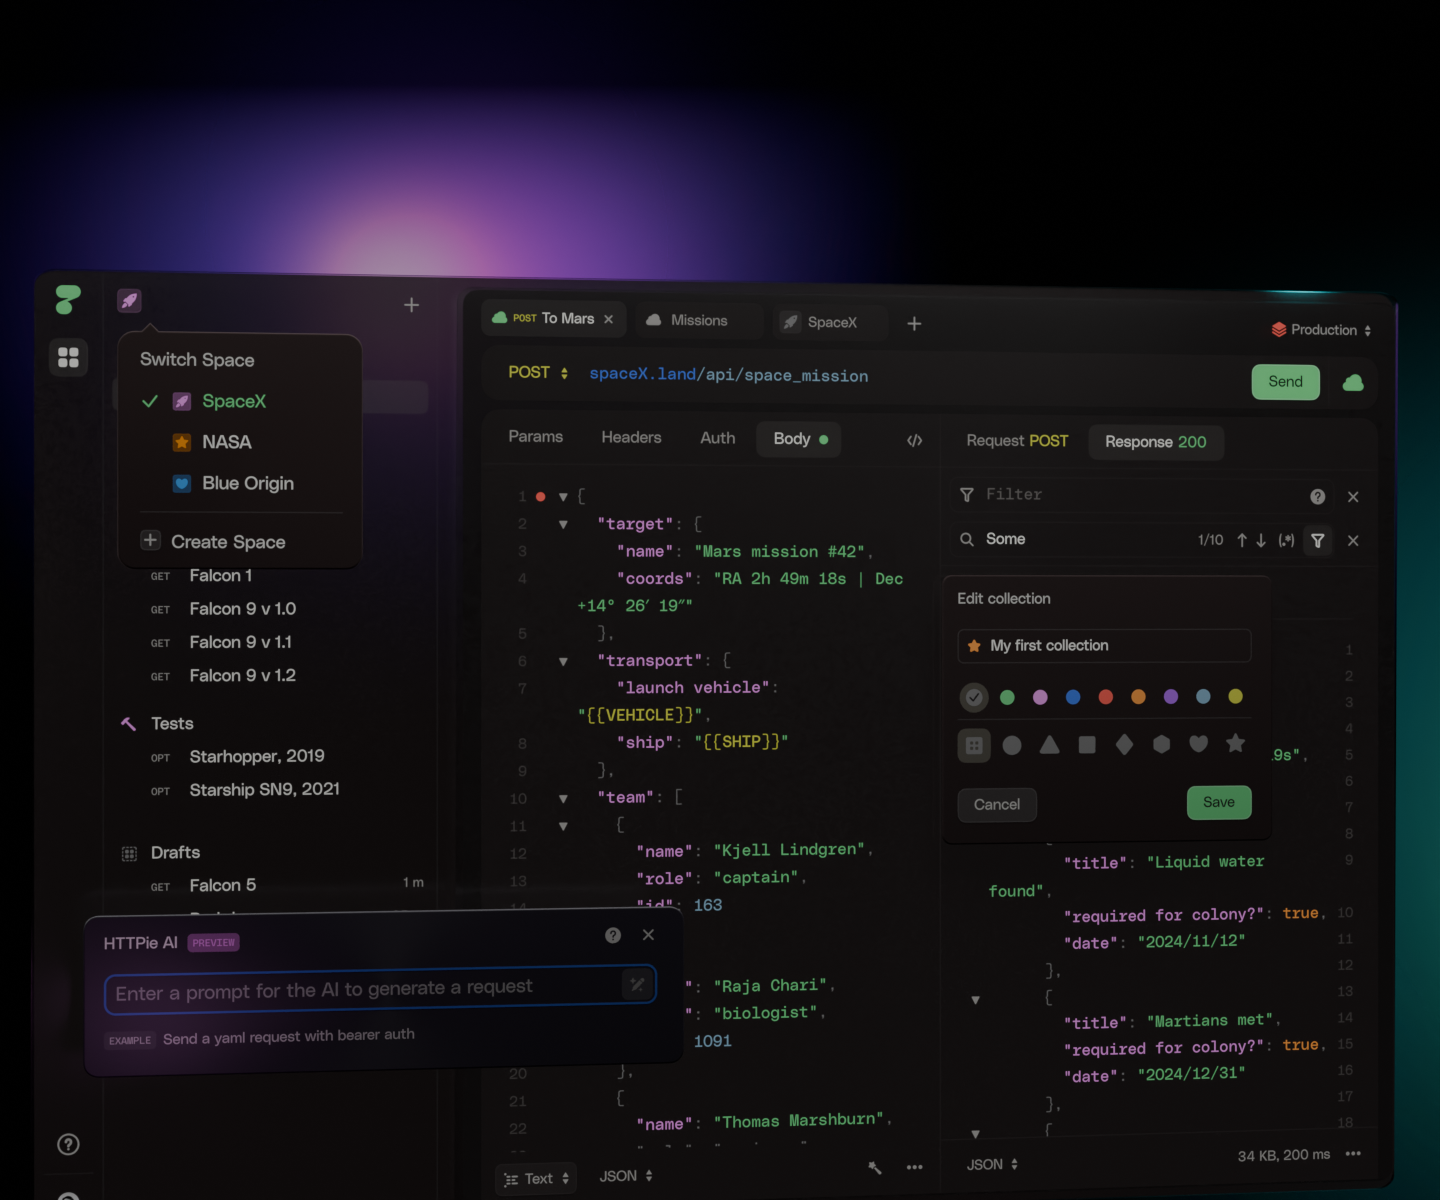 Switch Space
SpaceX
NASA
Blue Origin
Create Space
GET Falcon 1
GET Falcon 9 v 1.0
GET Falcon 9 v 1.1
GET Falcon 9 v 1.2
Tests
OPT Starhopper, 2019
OPT Starship SN9, 2021
Drafts
GET Falcon 5 1 m
HTTPie AI PREVIEW
Enter a prompt for the AI to generate a request
EXAMPLE Send a yaml request with bearer auth
POST To Mars
Missions
SpaceX
Production
POST spaceX.land/api/space_mission
Send
Params Headers Auth Body
1 {
2 "target": {
3 "name": "Mars mission #42",
4 "coords": "RA 2h 49m 18s | Dec
+14° 26′ 19″"
5 },
6 "transport": {
7 "launch vehicle":
"{{VEHICLE}}",
8 "ship": "{{SHIP}}"
9 },
10 "team": [
11 {
12 "name": "Kjell Lindgren",
13 "role": "captain",
14 "id": 163
": "Raja Chari",
": "biologist",
1091
20 },
21 {
22 "name": "Thomas Marshburn",
Text JSON
Request POST Response 200
Filter
Some 1/10 (.*)
Edit collection
My first collection
Cancel Save
1
2
3
4
9s", 5
6
7
8
"title": "Liquid water 9
found",
"required for colony?": true, 10
"date": "2024/11/12" 11
}, 12
{ 13
"title": "Martians met", 14
"required for colony?": true, 15
"date": "2024/12/31" 16
}, 17
{ 18
JSON 34 KB, 200 ms